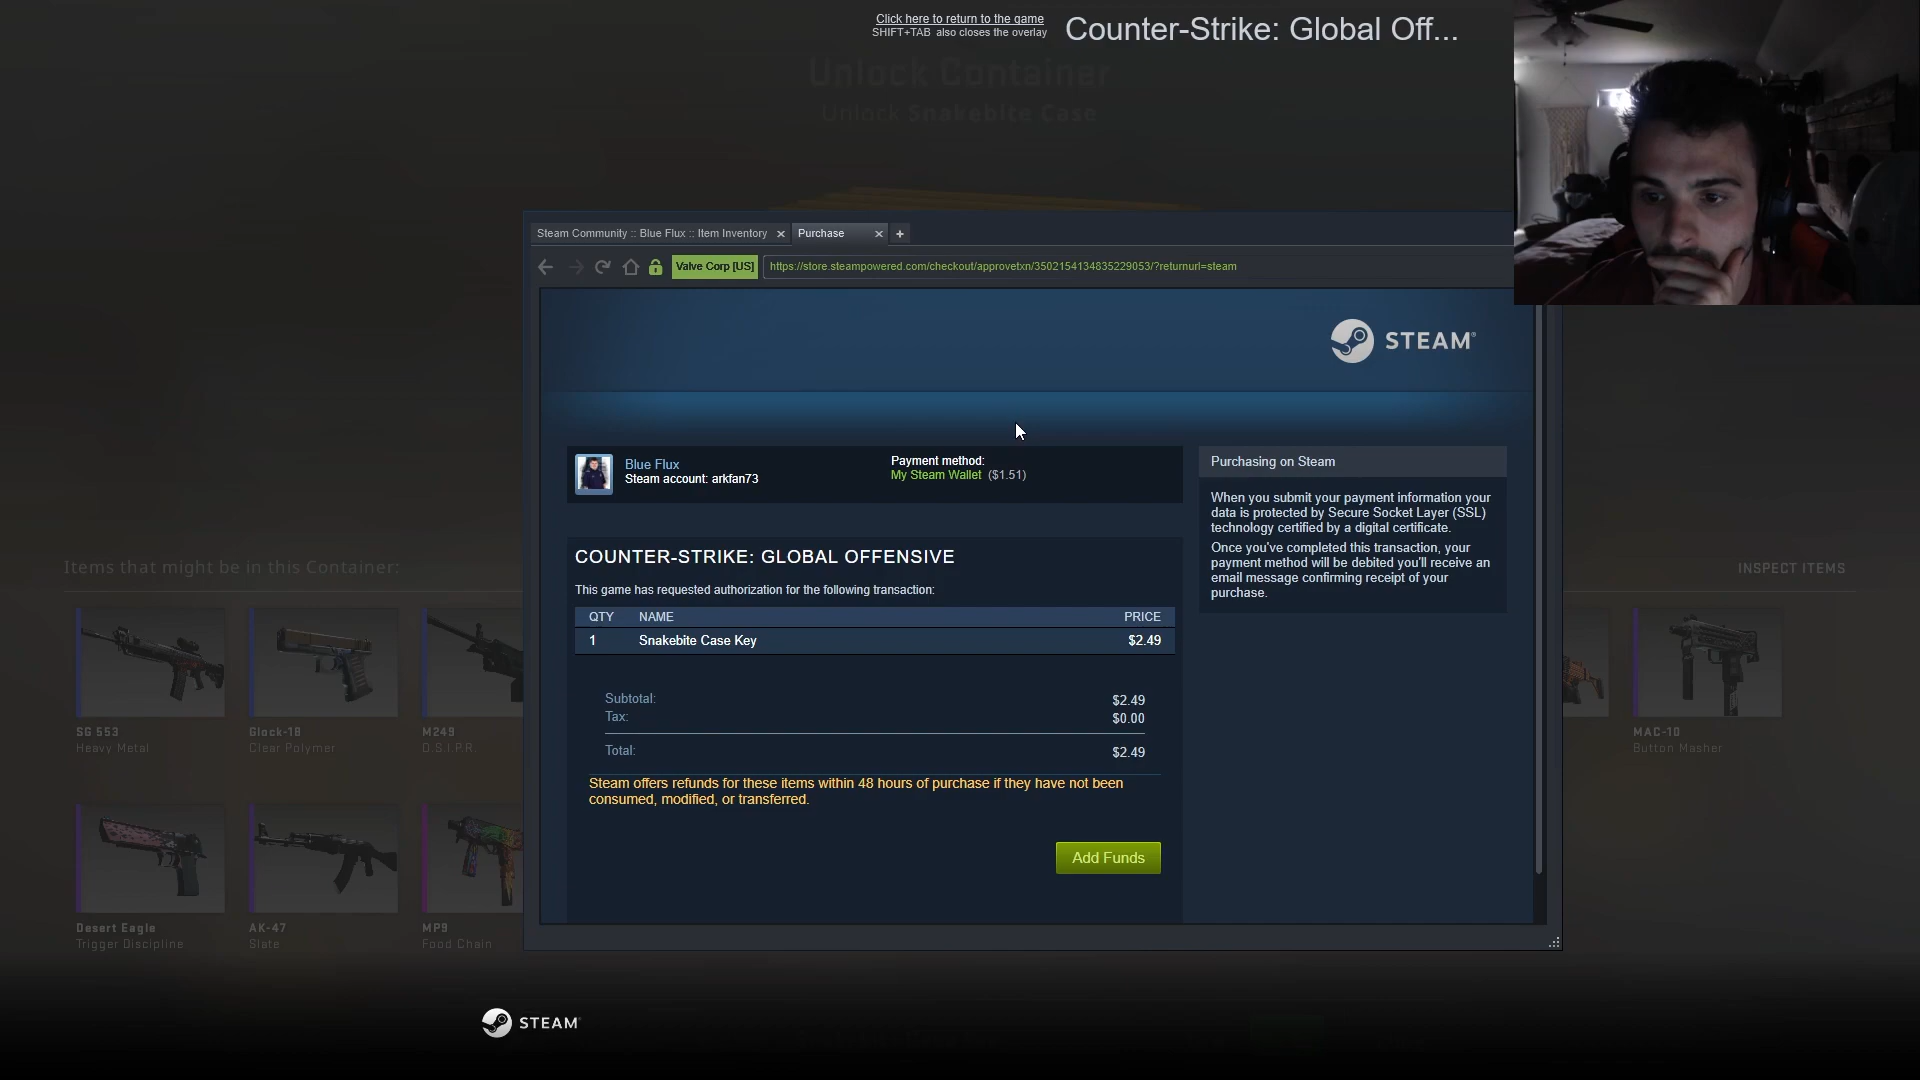 Click here to return to the game
SHIFT+TAB also closes the overlay
Counter-Strike: Global Off...
Unlock Container
Unlock Snakebite Case
Steam Community :: Blue Flux :: Item Inventory
Purchase
Valve Corp [US]
https://store.steampowered.com/checkout/approvetxn/3502154134835229053/?returnurl=steam
STEAM®
Blue Flux
Steam account: arkfan73
Payment method:
My Steam Wallet ($1.51)
Purchasing on Steam
When you submit your payment information your
data is protected by Secure Socket Layer (SSL)
technology certified by a digital certificate.
Once you've completed this transaction, your
payment method will be debited you'll receive an
email message confirming receipt of your
purchase.
COUNTER-STRIKE: GLOBAL OFFENSIVE
This game has requested authorization for the following transaction:
QTY NAME PRICE
1 Snakebite Case Key $2.49
Subtotal: $2.49
Tax: $0.00
Total: $2.49
Steam offers refunds for these items within 48 hours of purchase if they have not been
consumed, modified, or transferred.
Add Funds
Items that might be in this Container:
INSPECT ITEMS
SG 553
Heavy Metal
Glock-18
Clear Polymer
M249
O.S.I.P.R.
MAC-10
Button Masher
Desert Eagle
Trigger Discipline
AK-47
Slate
MP9
Food Chain
STEAM